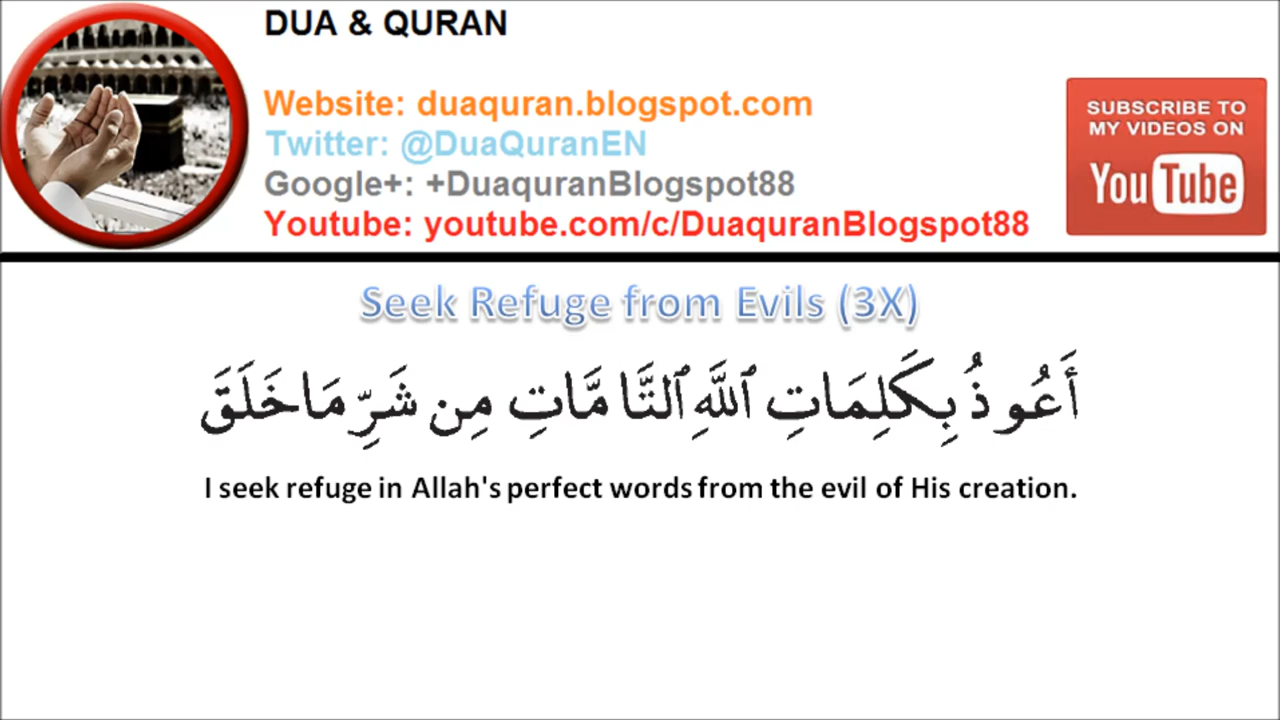 DUA & QURAN
Website: duaquran.blogspot.com
Twitter: @DuaQuranEN
Google+: +DuaquranBlogspot88
Youtube: youtube.com/c/DuaquranBlogspot88
SUBSCRIBE TO
MY VIDEOS ON
YouTube
Seek Refuge from Evils (3X)
أَعُوذُ بِكَلِمَاتِ ٱللَّهِ ٱلتَّامَّاتِ مِن شَرِّ مَا خَلَقَ
I seek refuge in Allah's perfect words from the evil of His creation.